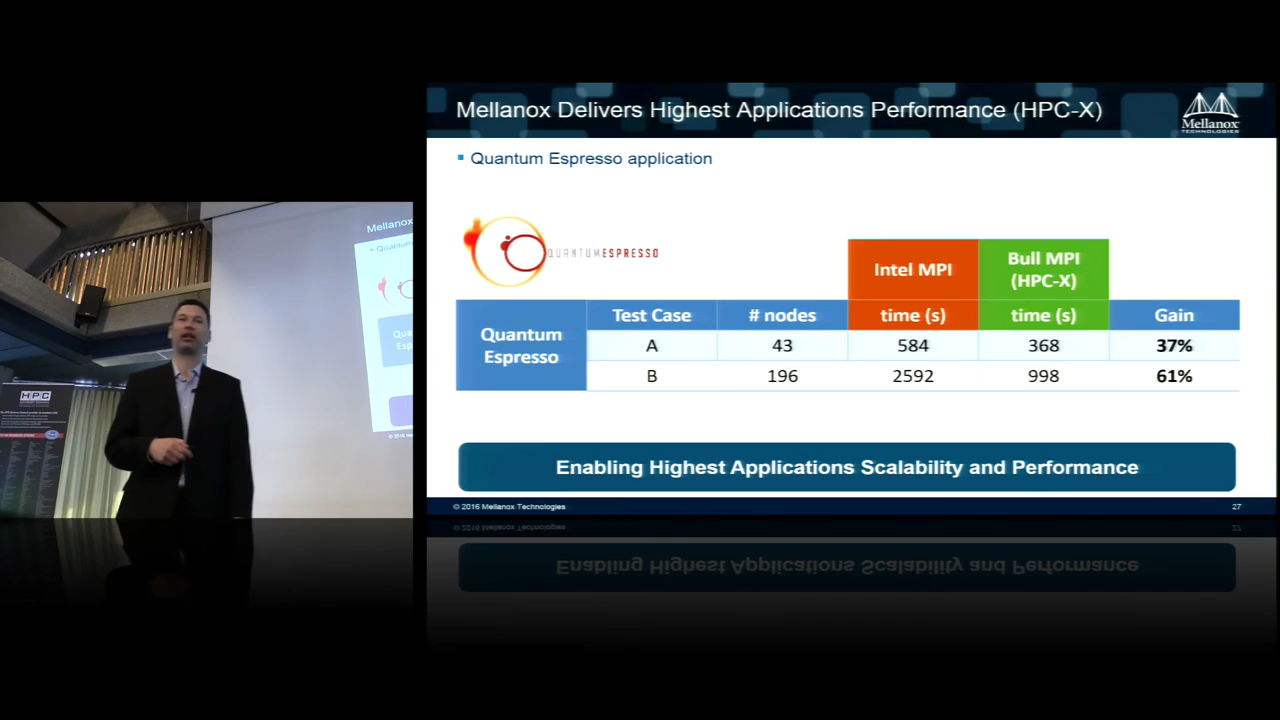 Mellanox Delivers Highest Applications Performance (HPC-X)
Mellanox
TECHNOLOGIES
Quantum Espresso application
QUANTUMESPRESSO
Intel MPI
Bull MPI
(HPC-X)
Quantum
Espresso
Test Case
# nodes
time (s)
time (s)
Gain
A
43
584
368
37%
B
196
2592
998
61%
Enabling Highest Applications Scalability and Performance
© 2016 Mellanox Technologies
27
Mellanox
HPC